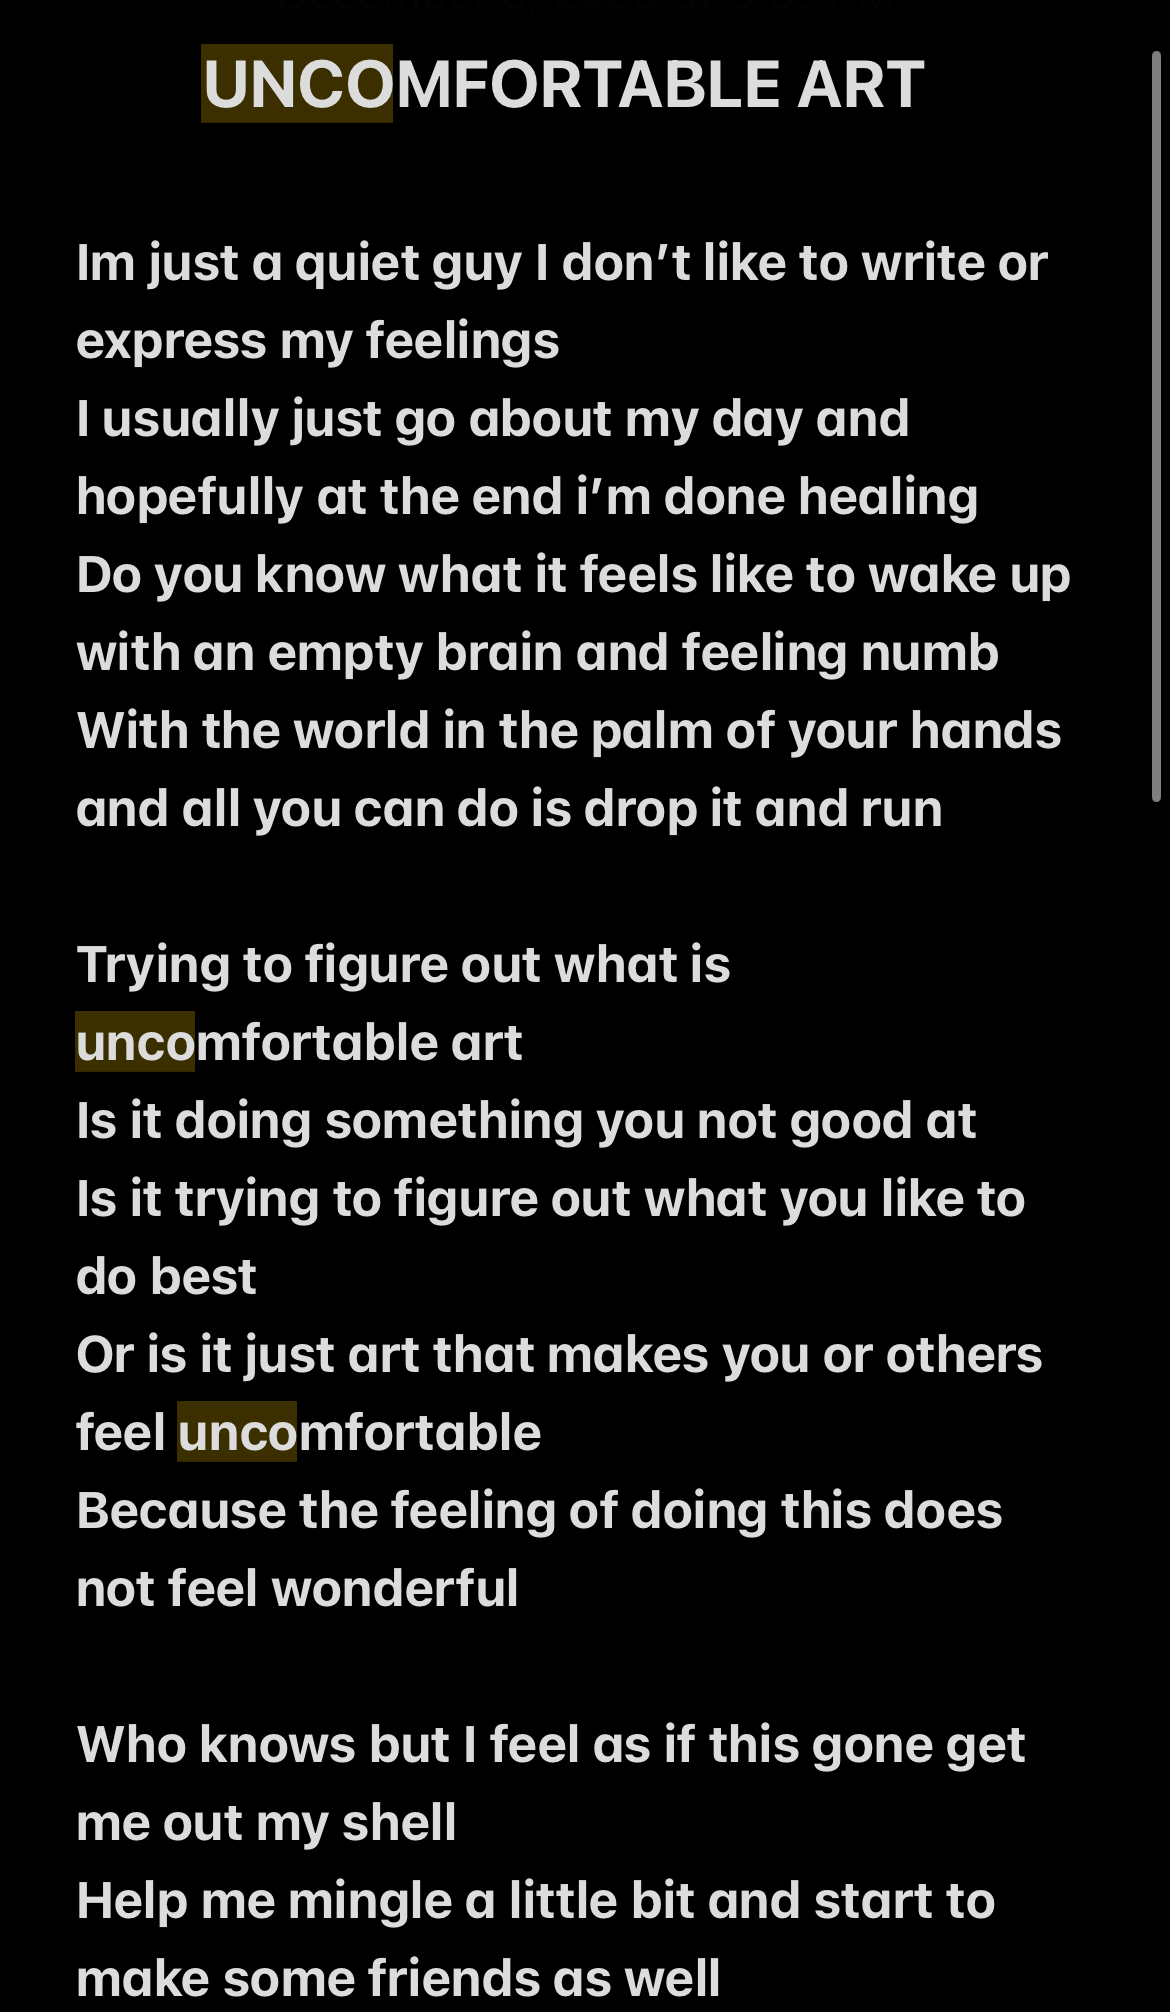 UNCOMFORTABLE ART
Im just a quiet guy I don’t like to write or
express my feelings
I usually just go about my day and
hopefully at the end i’m done healing
Do you know what it feels like to wake up
with an empty brain and feeling numb
With the world in the palm of your hands
and all you can do is drop it and run
Trying to figure out what is
uncomfortable art
Is it doing something you not good at
Is it trying to figure out what you like to
do best
Or is it just art that makes you or others
feel uncomfortable
Because the feeling of doing this does
not feel wonderful
Who knows but I feel as if this gone get
me out my shell
Help me mingle a little bit and start to
make some friends as well